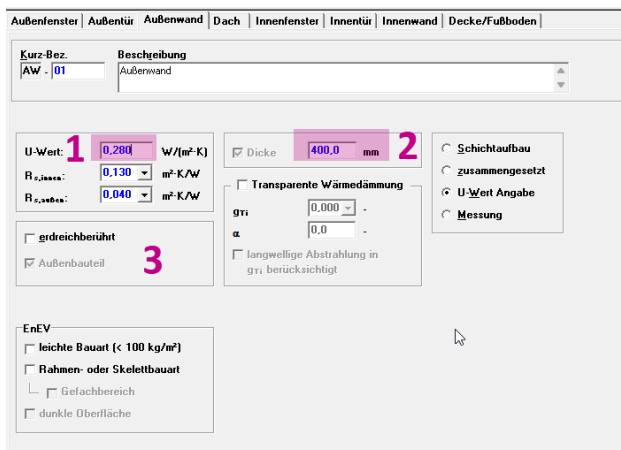 Außenfenster Außentür Außenwand Dach Innenfenster Innentür Innenwand Decke/Fußboden
Kurz-Bez. Beschreibung
AW - 01 Außenwand
U-Wert: 1 0,280 W/(m²·K)
Rs,innen: 0,130 m²·K/W
Rs,außen: 0,040 m²·K/W
Dicke 400,0 mm 2
Transparente Wärmedämmung
gTi 0,000 -
α 0,0 -
langwellige Abstrahlung in
gTi berücksichtigt
Schichtaufbau
zusammengesetzt
U-Wert Angabe
Messung
erdreichberührt
Außenbauteil 3
EnEV
leichte Bauart (< 100 kg/m²)
Rahmen- oder Skelettbauart
Gefachbereich
dunkle Oberfläche